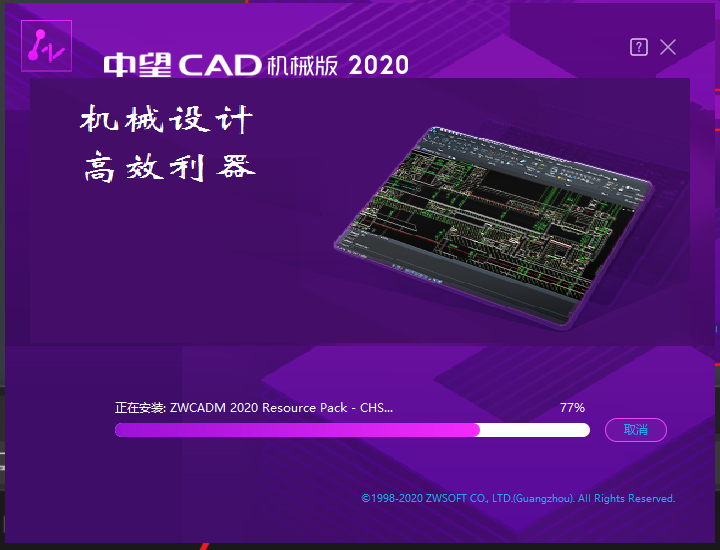 中望CAD机械版 2020
机械设计
高效利器
正在安装: ZWCADM 2020 Resource Pack - CHS...
77%
取消
©1998-2020 ZWSOFT CO., LTD.(Guangzhou). All Rights Reserved.